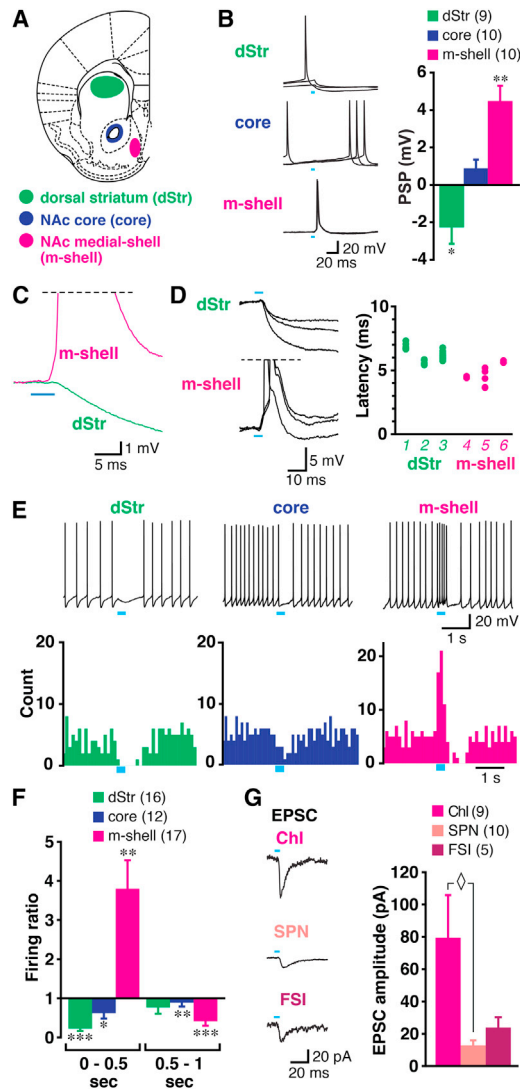 A
dorsal striatum (dStr)
NAc core (core)
NAc medial-shell
(m-shell)
B
dStr
core
m-shell
20 mV
20 ms
dStr (9)
core (10)
m-shell (10)
PSP (mV)
6
4
2
0
-2
-4
**
*
C
m-shell
dStr
1 mV
5 ms
D
dStr
m-shell
5 mV
10 ms
Latency (ms)
10
5
0
1 2 3 4 5 6
dStr m-shell
E
dStr core m-shell
20 mV
1 s
Count
20
10
0
20
10
0
20
10
0
1 s
F
dStr (16)
core (12)
m-shell (17)
Firing ratio
5
4
3
2
1
0
**
*** * ** ***
0 - 0.5
sec
0.5 - 1
sec
G
EPSC
Chl
SPN
FSI
20 pA
20 ms
Chl (9)
SPN (10)
FSI (5)
EPSC amplitude (pA)
120
100
80
60
40
20
0
◊